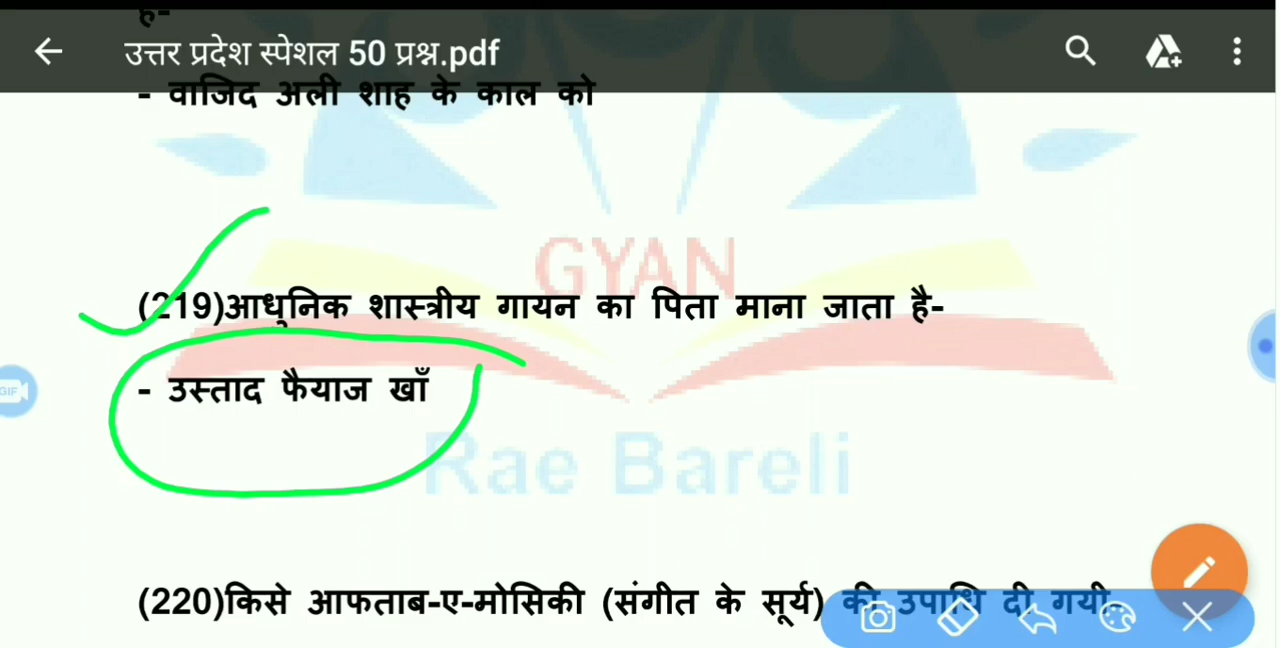 है-
उत्तर प्रदेश स्पेशल 50 प्रश्न.pdf
- वाजिद अली शाह के काल को
GYAN
(219)आधुनिक शास्त्रीय गायन का पिता माना जाता है-
- उस्ताद फैयाज खाँ
GIF
Rae Bareli
(220)किसे आफताब-ए-मोसिकी (संगीत के सूर्य) की उपाधि दी गयी-